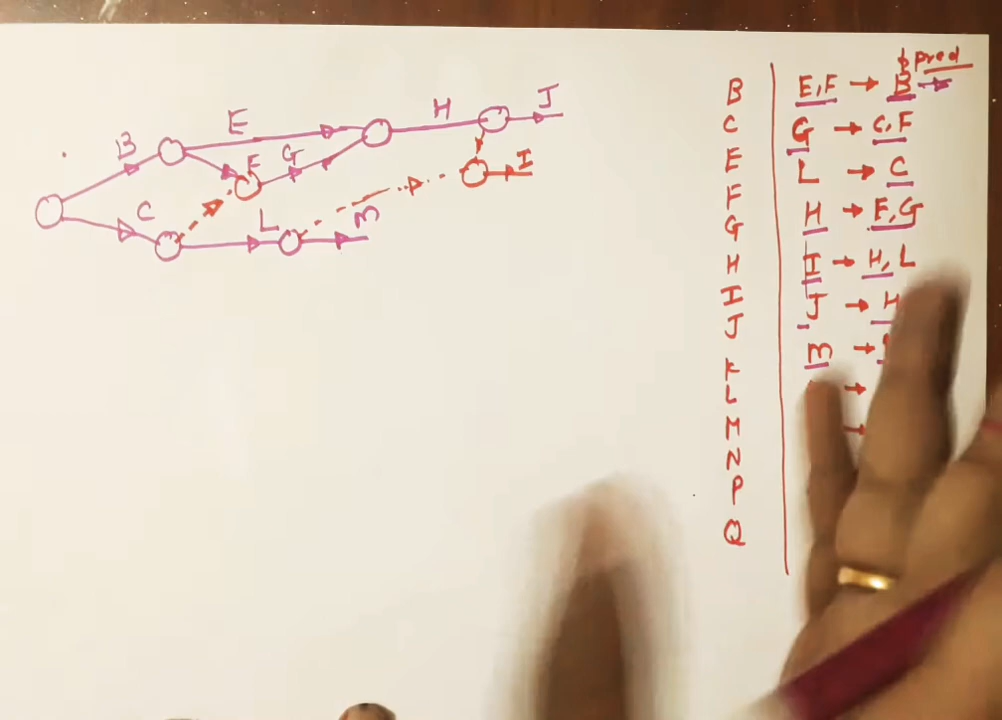 B
E
F
G
H
J
I
C
L
M
B
C
E
F
G
H
I
J
K
L
M
N
P
Q
pred
E,F → B
G → C,F
L → C
H → E,G
I → H, L
J → H
M →
→
→